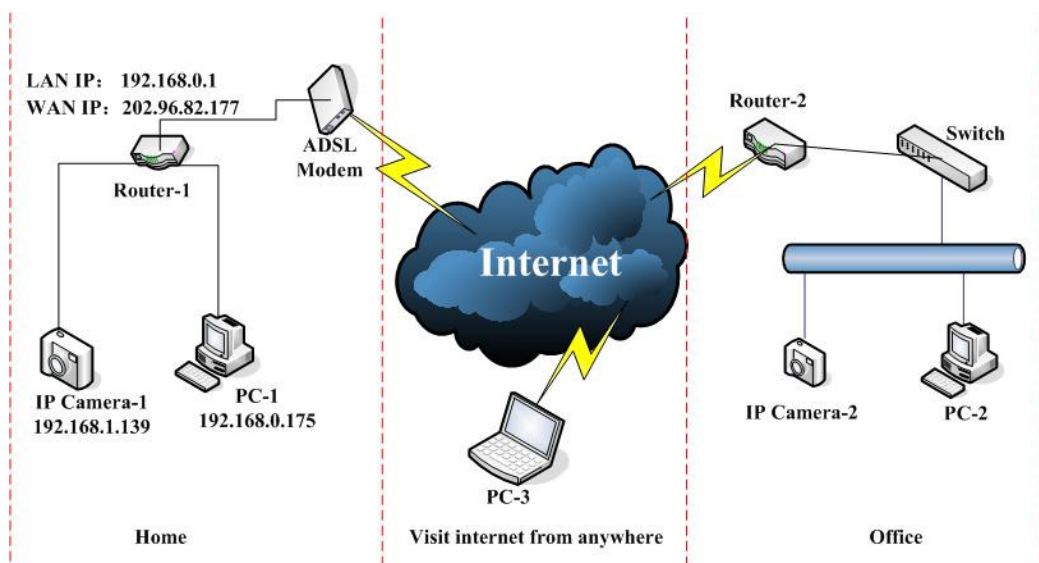 LAN IP： 192.168.0.1
WAN IP： 202.96.82.177
Router-1
ADSL
Modem
IP Camera-1
192.168.1.139
PC-1
192.168.0.175
Home
Internet
PC-3
Visit internet from anywhere
Router-2
Switch
IP Camera-2
PC-2
Office